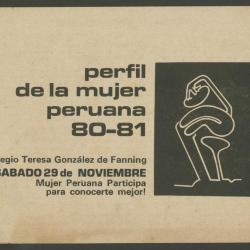 perfil
de la mujer
peruana
80-81
egio Teresa González de Fanning
SABADO 29 de NOVIEMBRE
Mujer Peruana Participa
para conocerte mejor!